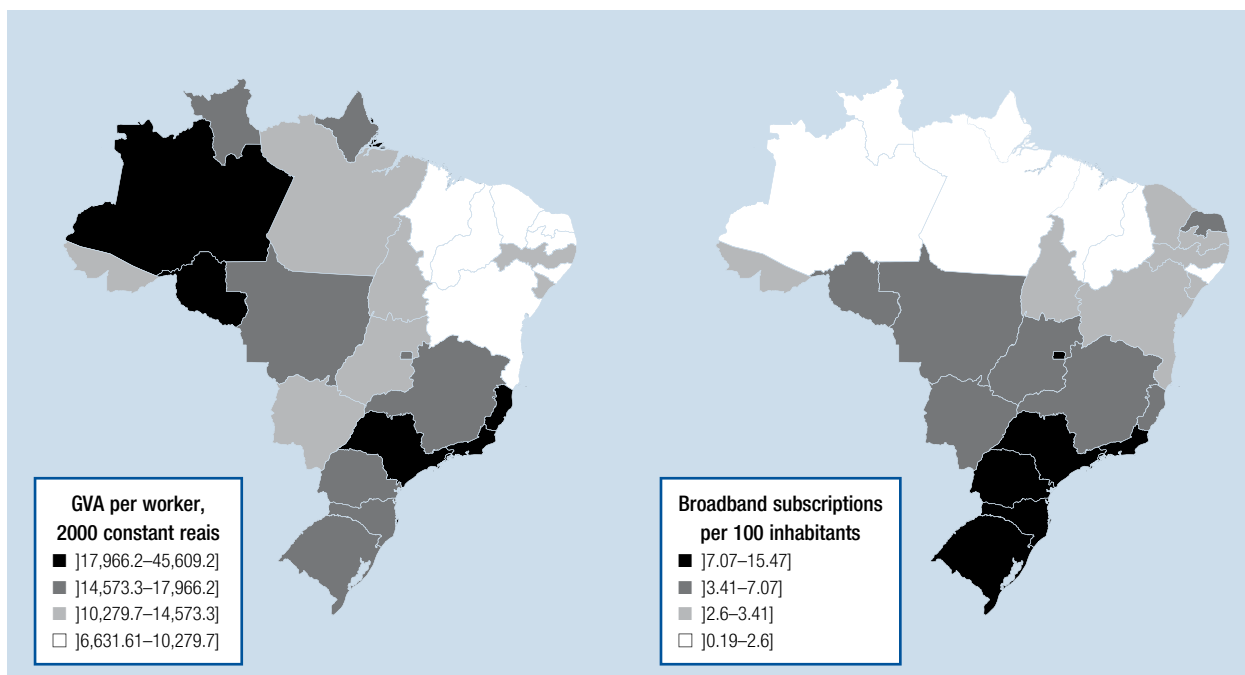 GVA per worker,
2000 constant reais
]17,966.2–45,609.2]
]14,573.3–17,966.2]
]10,279.7–14,573.3]
]6,631.61–10,279.7]
Broadband subscriptions
per 100 inhabitants
]7.07–15.47]
]3.41–7.07]
]2.6–3.41]
]0.19–2.6]